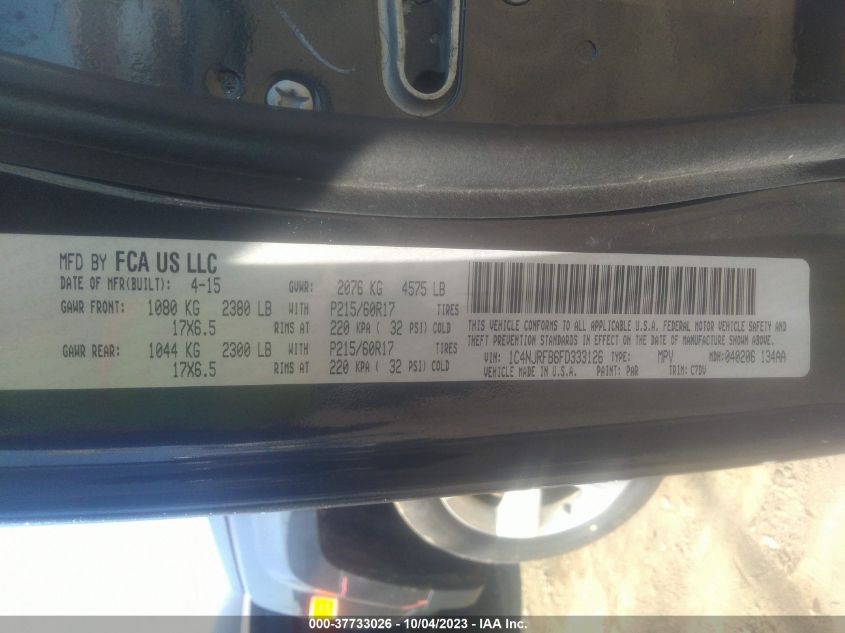 MFD BY FCA US LLC
DATE OF MFR(BUILT): 4-15 GVWR: 2076 KG 4575 LB
GAWR FRONT: 1080 KG 2380 LB WITH P215/60R17 TIRES
17X6.5 RIMS AT 220 KPA ( 32 PSI) COLD
GAWR REAR: 1044 KG 2300 LB WITH P215/60R17 TIRES
17X6.5 RIMS AT 220 KPA ( 32 PSI) COLD
THIS VEHICLE CONFORMS TO ALL APPLICABLE U.S.A. FEDERAL MOTOR VEHICLE SAFETY AND
THEFT PREVENTION STANDARDS IN EFFECT ON THE DATE OF MANUFACTURE SHOWN ABOVE.
VIN: 1C4NJRFB6FD333126 TYPE: MPV MDH:040206 134AA
VEHICLE MADE IN U.S.A. PAINT: PAR TRIM: C7DV
000-37733026 - 10/04/2023 - IAA Inc.